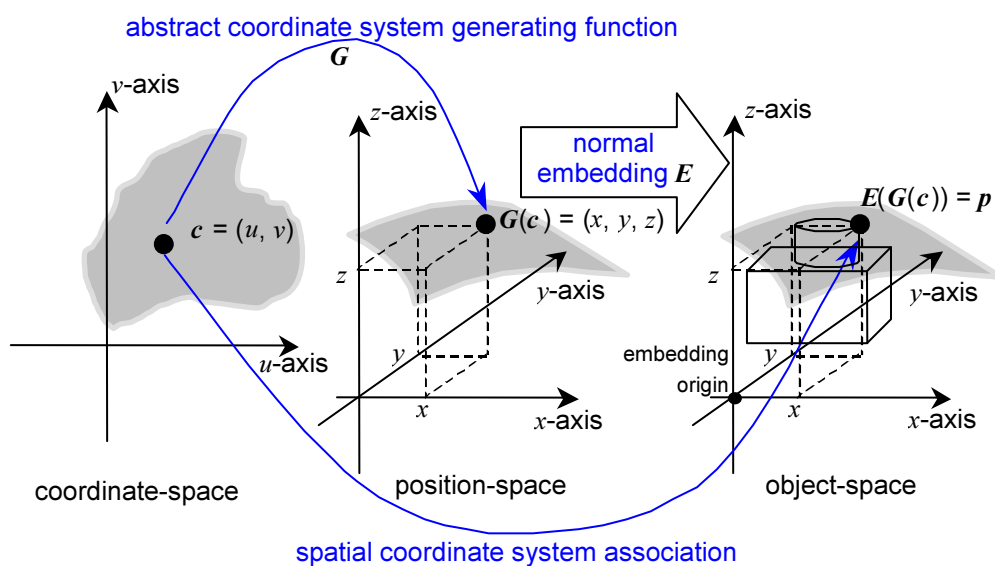 abstract coordinate system generating function
G
v-axis
c = (u, v)
u-axis
coordinate-space
z-axis
G(c) = (x, y, z)
z
y-axis
y
x
x-axis
position-space
normal
embedding E
z-axis
E(G(c)) = p
z
y-axis
embedding
y
origin
x
x-axis
object-space
spatial coordinate system association